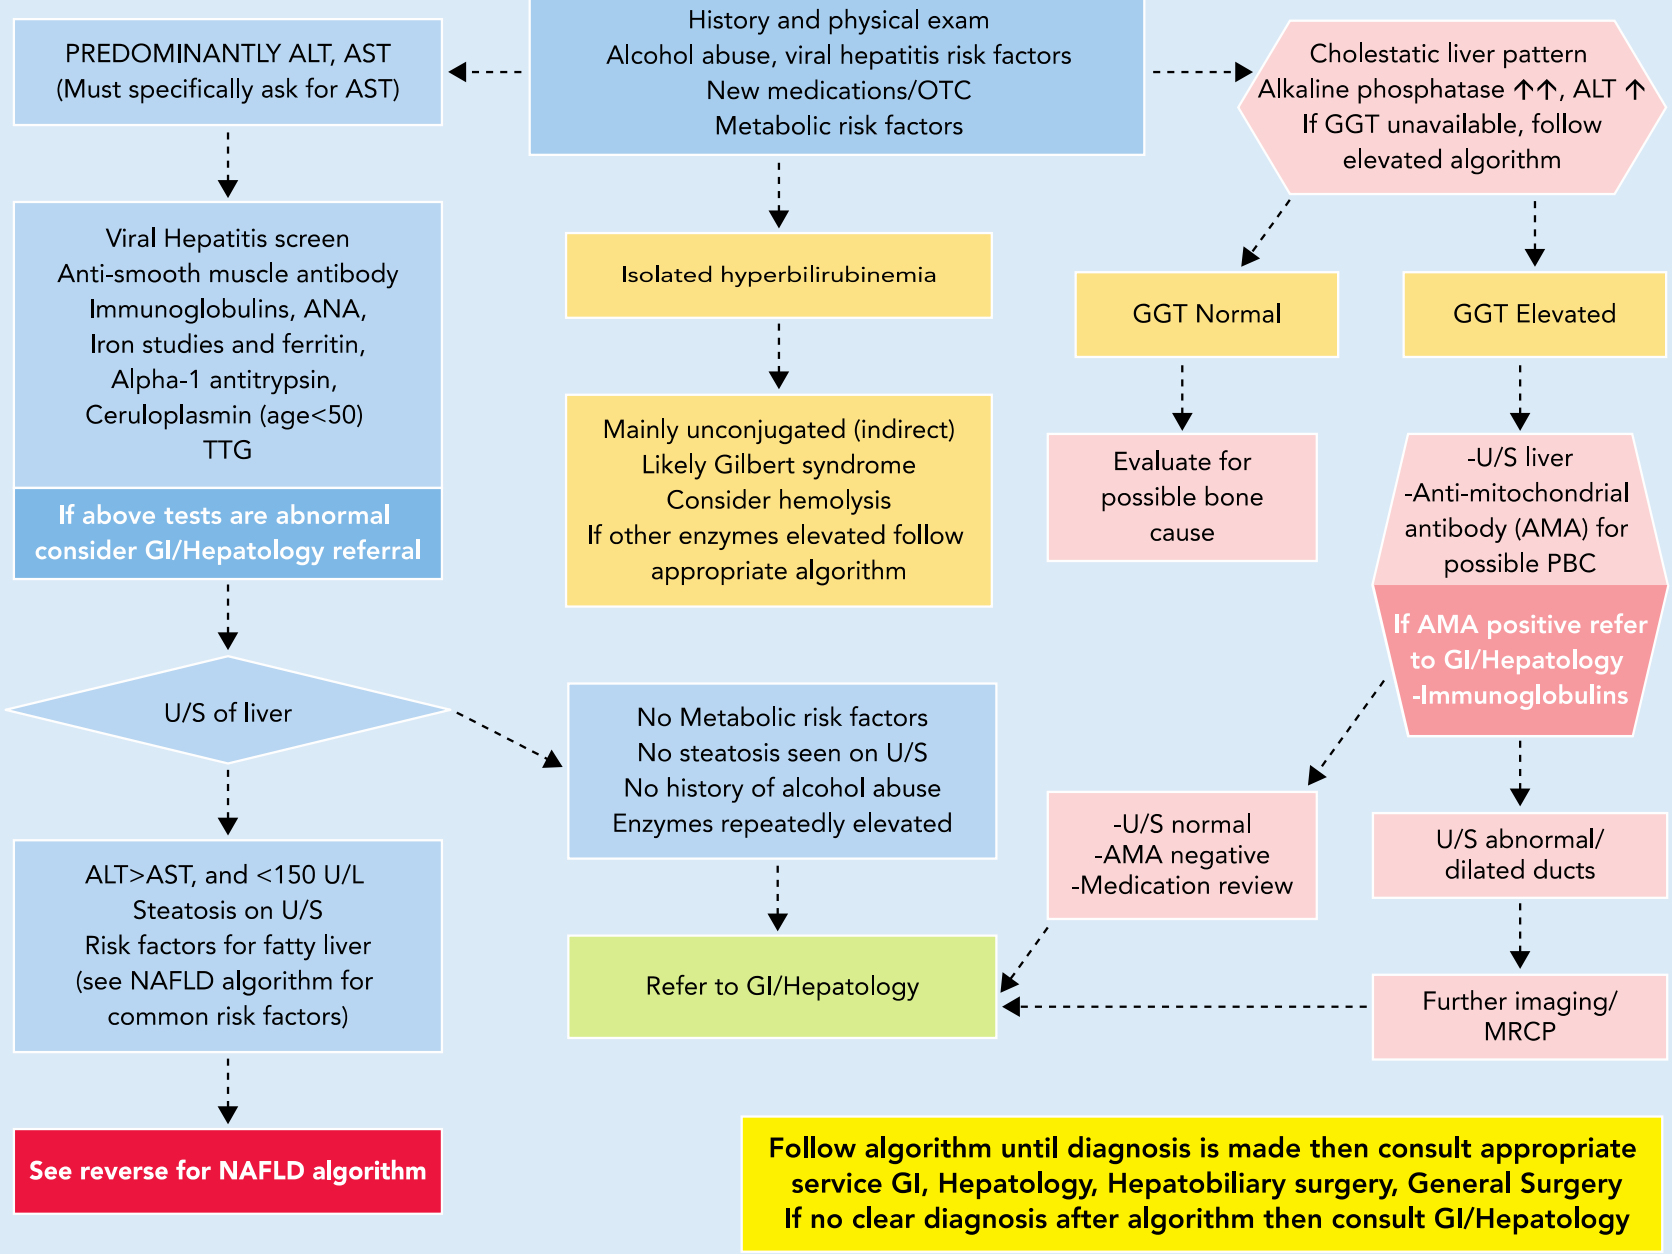 History and physical exam
Alcohol abuse, viral hepatitis risk factors
New medications/OTC
Metabolic risk factors
PREDOMINANTLY ALT, AST
(Must specifically ask for AST)
Cholestatic liver pattern
Alkaline phosphatase ↑↑, ALT ↑
If GGT unavailable, follow
elevated algorithm
Viral Hepatitis screen
Anti-smooth muscle antibody
Immunoglobulins, ANA,
Iron studies and ferritin,
Alpha-1 antitrypsin,
Ceruloplasmin (age<50)
TTG
If above tests are abnormal
consider GI/Hepatology referral
Isolated hyperbilirubinemia
Mainly unconjugated (indirect)
Likely Gilbert syndrome
Consider hemolysis
If other enzymes elevated follow
appropriate algorithm
GGT Normal
GGT Elevated
Evaluate for
possible bone
cause
-U/S liver
-Anti-mitochondrial
antibody (AMA) for
possible PBC
If AMA positive refer
to GI/Hepatology
-Immunoglobulins
U/S of liver
No Metabolic risk factors
No steatosis seen on U/S
No history of alcohol abuse
Enzymes repeatedly elevated
-U/S normal
-AMA negative
-Medication review
U/S abnormal/
dilated ducts
ALT>AST, and <150 U/L
Steatosis on U/S
Risk factors for fatty liver
(see NAFLD algorithm for
common risk factors)
Refer to GI/Hepatology
Further imaging/
MRCP
See reverse for NAFLD algorithm
Follow algorithm until diagnosis is made then consult appropriate
service GI, Hepatology, Hepatobiliary surgery, General Surgery
If no clear diagnosis after algorithm then consult GI/Hepatology